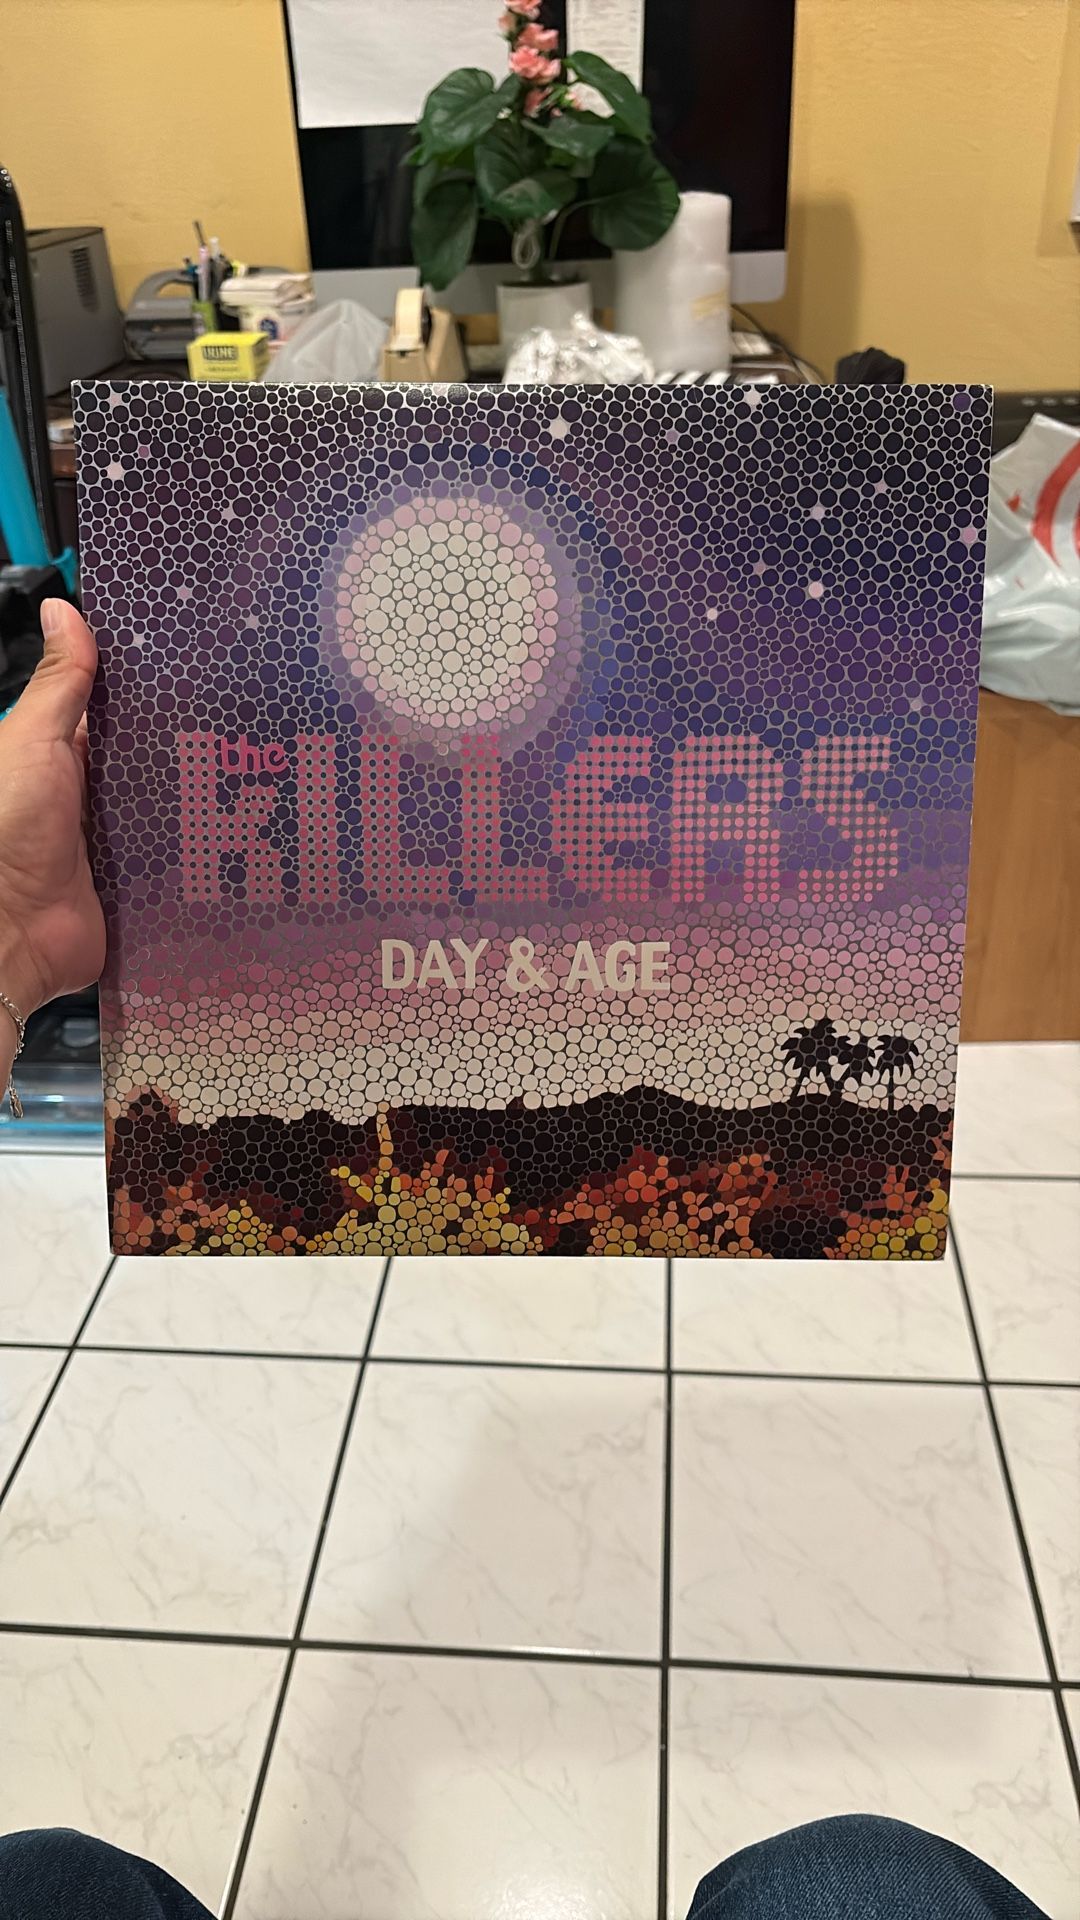 the
KILLERS
DAY & AGE